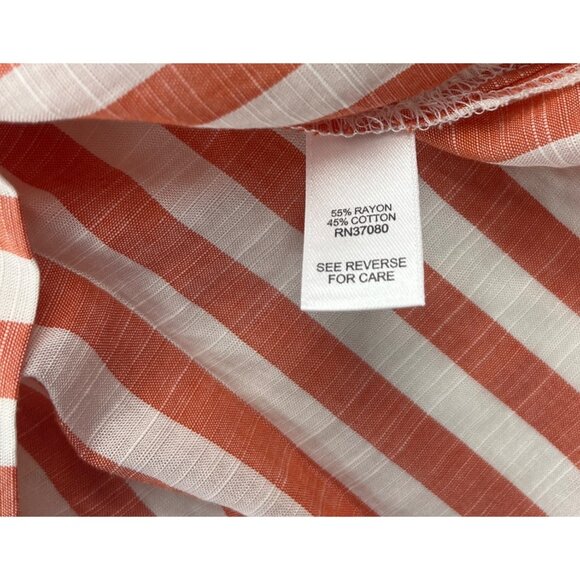 55% RAYON
45% COTTON
RN37080
SEE REVERSE
FOR CARE